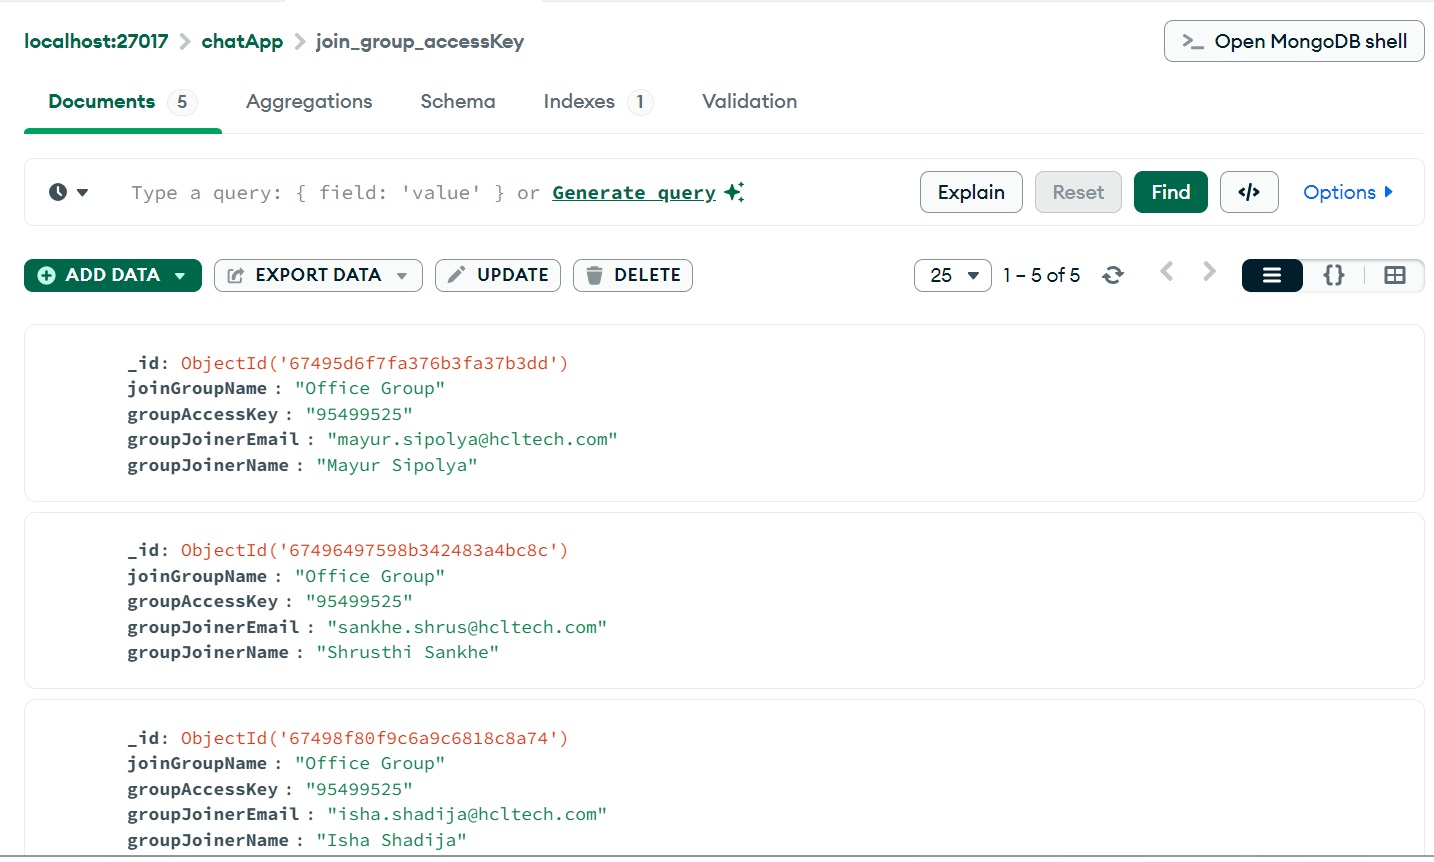 localhost:27017 > chatApp > join_group_accessKey
>_ Open MongoDB shell
Documents 5 Aggregations Schema Indexes 1 Validation
Type a query: { field: 'value' } or Generate query
Explain Reset Find </> Options
ADD DATA EXPORT DATA UPDATE DELETE 25 1 – 5 of 5 {}
_id: ObjectId('67495d6f7fa376b3fa37b3dd')
joinGroupName : "Office Group"
groupAccessKey : "95499525"
groupJoinerEmail : "mayur.sipolya@hcltech.com"
groupJoinerName : "Mayur Sipolya"
_id: ObjectId('67496497598b342483a4bc8c')
joinGroupName : "Office Group"
groupAccessKey : "95499525"
groupJoinerEmail : "sankhe.shrus@hcltech.com"
groupJoinerName : "Shrusthi Sankhe"
_id: ObjectId('67498f80f9c6a9c6818c8a74')
joinGroupName : "Office Group"
groupAccessKey : "95499525"
groupJoinerEmail : "isha.shadija@hcltech.com"
groupJoinerName : "Isha Shadija"